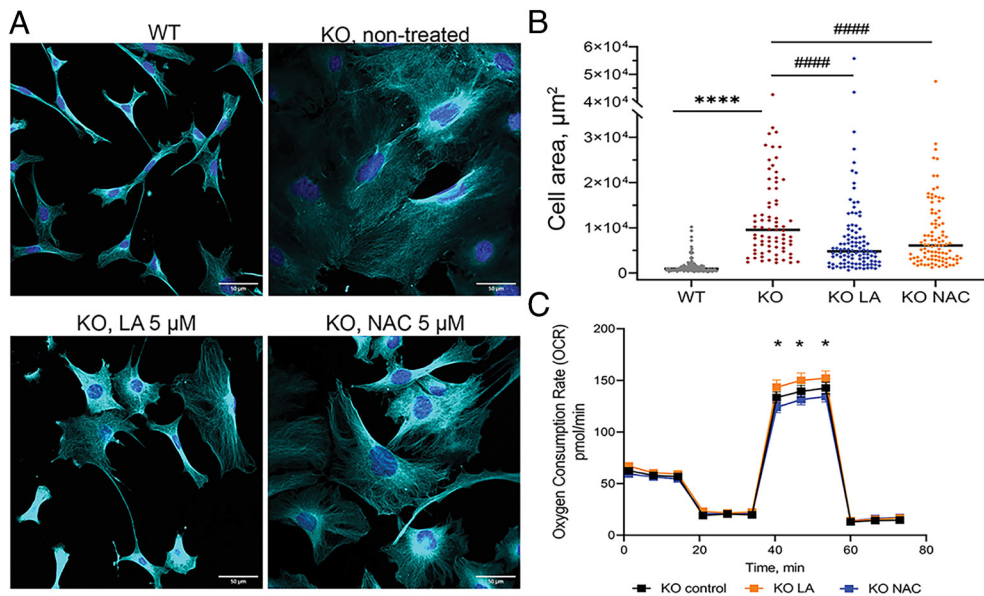 A
WT
KO, non-treated
50 µm
50 µm
KO, LA 5 µM
KO, NAC 5 µM
50 µm
50 µm
B
Cell area, µm²
6×10⁴
5×10⁴
4×10⁴
3×10⁴
2×10⁴
1×10⁴
0
****
####
####
WT
KO
KO LA
KO NAC
C
Oxygen Consumption Rate (OCR)
pmol/min
200
150
100
50
0
* * *
0
20
40
60
80
Time, min
KO control
KO LA
KO NAC